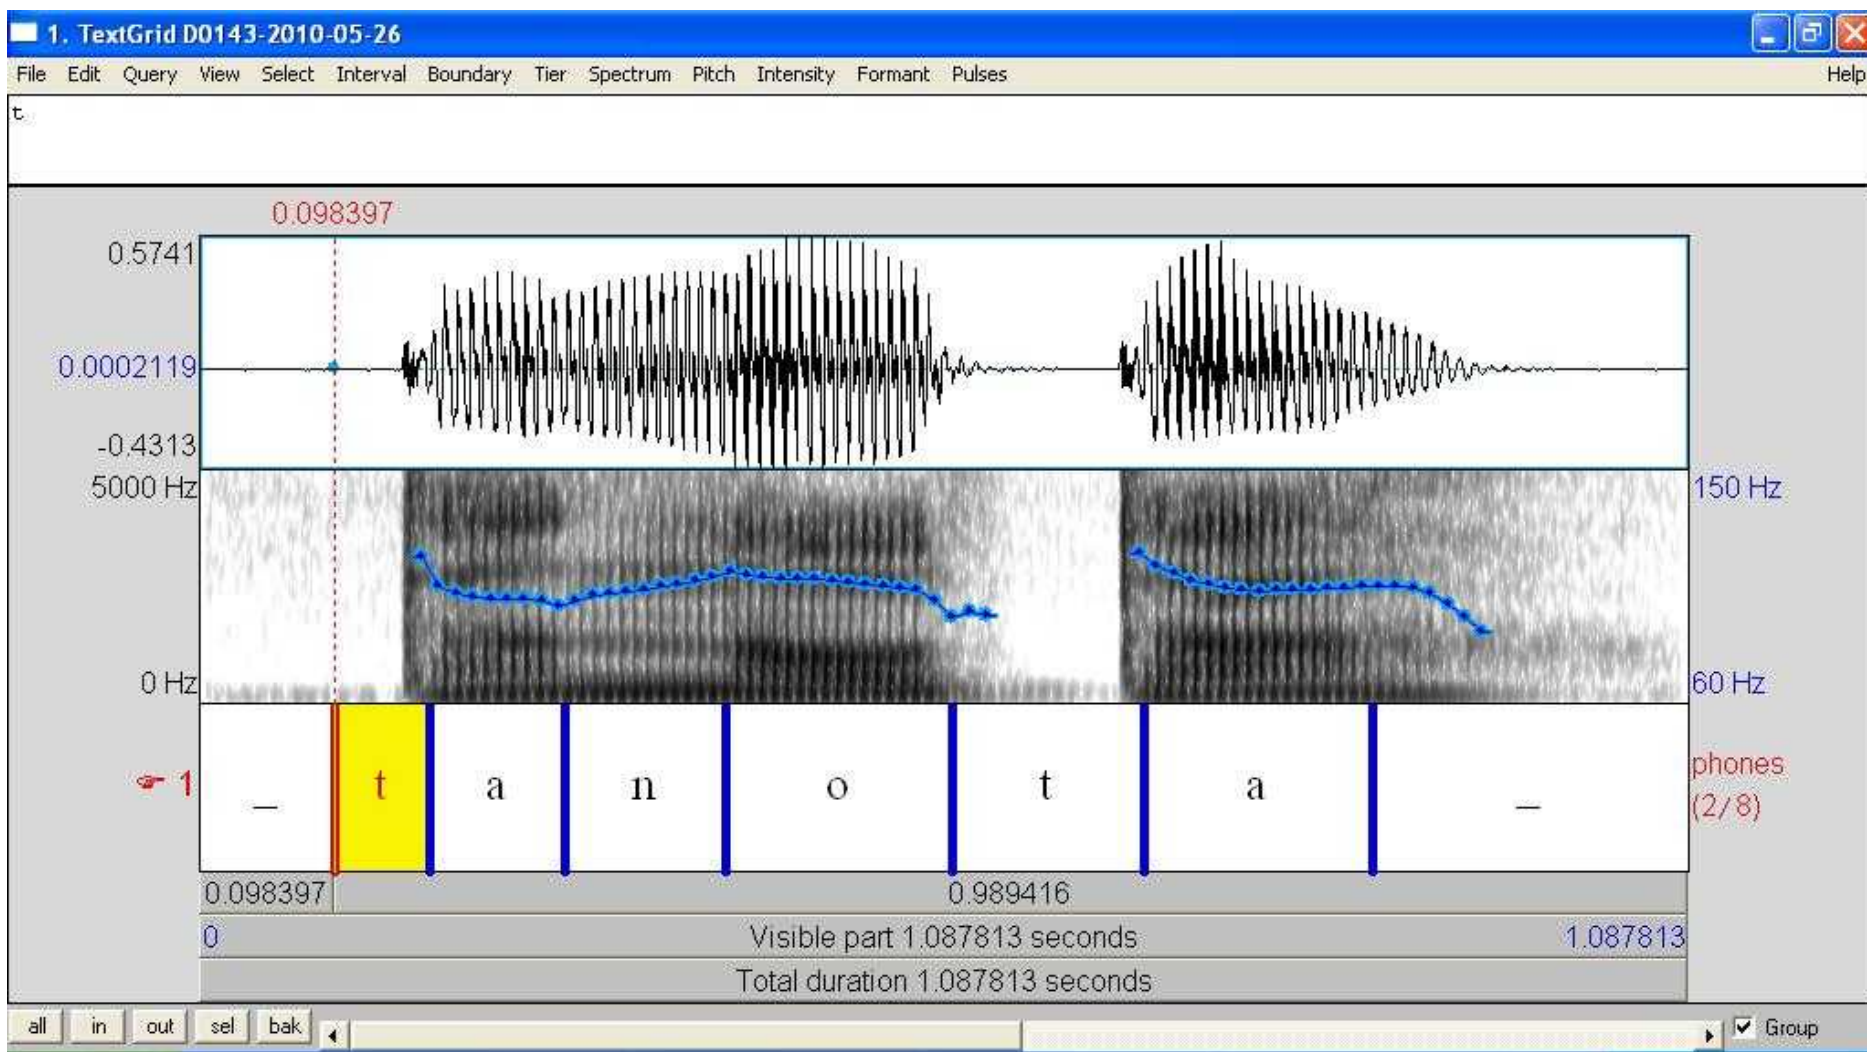 1. TextGrid D0143-2010-05-26
File Edit Query View Select Interval Boundary Tier Spectrum Pitch Intensity Formant Pulses Help
t
0.098397
0.5741
0.0002119
-0.4313
5000 Hz 150 Hz
0 Hz 60 Hz
☞ 1 _ t a n o t a _ phones
(2/8)
0.098397 0.989416
0 Visible part 1.087813 seconds 1.087813
Total duration 1.087813 seconds
all in out sel bak Group